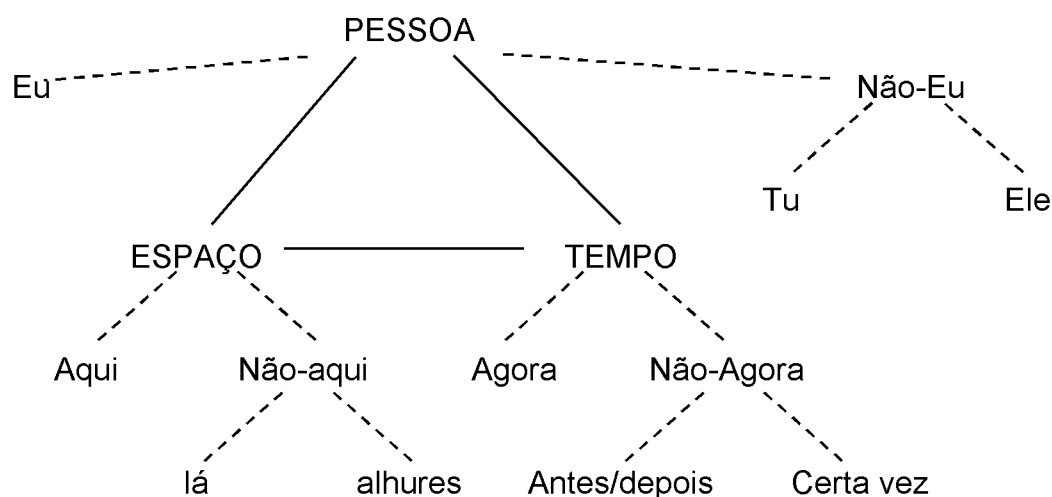 PESSOA
Eu
Não-Eu
Tu Ele
ESPAÇO TEMPO
Aqui Não-aqui Agora Não-Agora
lá alhures Antes/depois Certa vez